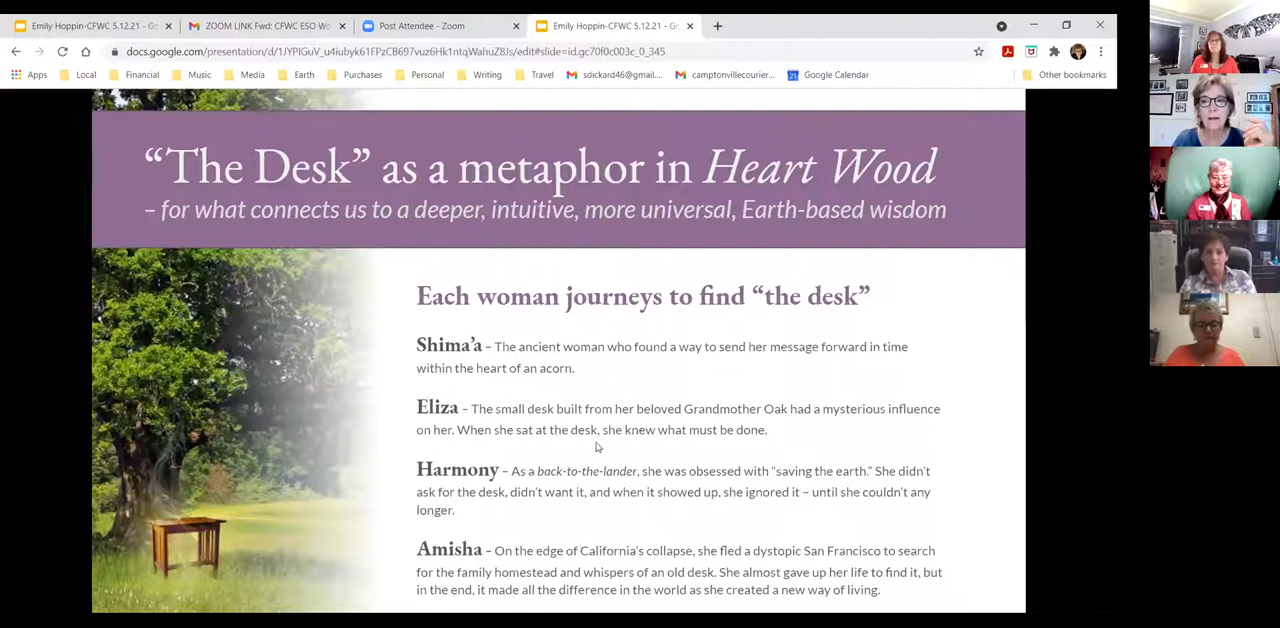 Emily Hoppin-CFWC 5.12.21 - Go
ZOOM LINK Fwd: CFWC ESO Wo
Post Attendee - Zoom
Emily Hoppin-CFWC 5.12.21 - Go
docs.google.com/presentation/d/1JYPIGuV_u4iubyk61FPzCB697vuz6Hk1ntqWahuZ8Js/edit#slide=id.gc70f0c003c_0_345
Apps
Local
Financial
Music
Media
Earth
Purchases
Personal
Writing
Travel
sdickard46@gmail....
camptonvillecourier...
Google Calendar
Other bookmarks
“The Desk” as a metaphor in Heart Wood
– for what connects us to a deeper, intuitive, more universal, Earth-based wisdom
Each woman journeys to find “the desk”
Shima’a – The ancient woman who found a way to send her message forward in time
within the heart of an acorn.
Eliza – The small desk built from her beloved Grandmother Oak had a mysterious influence
on her. When she sat at the desk, she knew what must be done.
Harmony – As a back-to-the-lander, she was obsessed with “saving the earth.” She didn’t
ask for the desk, didn’t want it, and when it showed up, she ignored it – until she couldn’t any
longer.
Amisha – On the edge of California’s collapse, she fled a dystopic San Francisco to search
for the family homestead and whispers of an old desk. She almost gave up her life to find it, but
in the end, it made all the difference in the world as she created a new way of living.